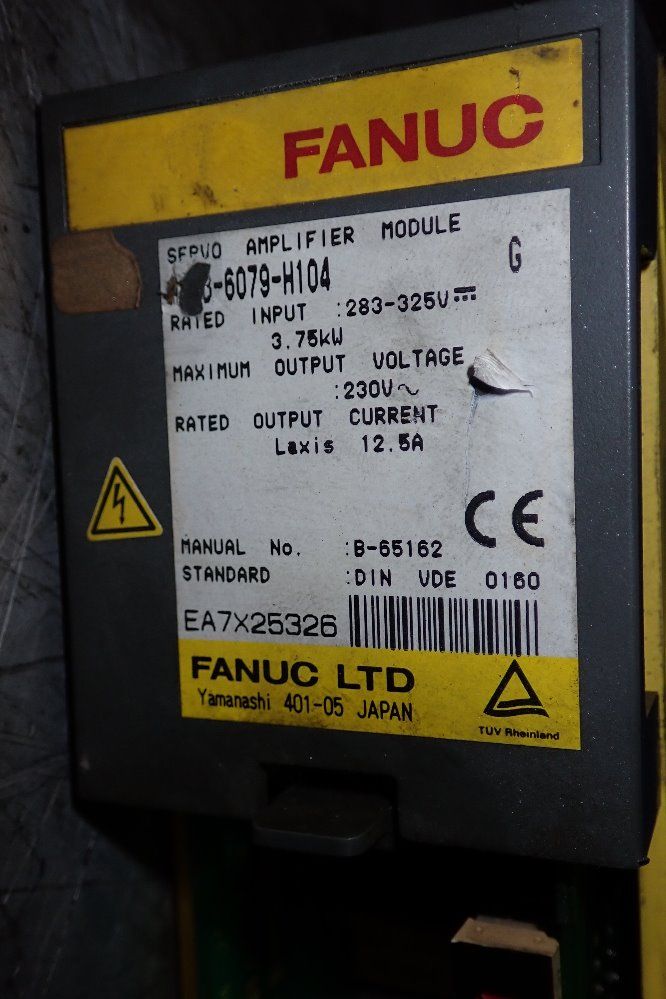 FANUC
SERVO AMPLIFIER MODULE
-6079-H104
G
RATED INPUT :283-325V⎓
3.75kW
MAXIMUM OUTPUT VOLTAGE
:230V~
RATED OUTPUT CURRENT
Laxis 12.5A
CE
MANUAL No. :B-65162
STANDARD :DIN VDE 0160
EA7X25326
FANUC LTD
Yamanashi 401-05 JAPAN
TUV Rheinland